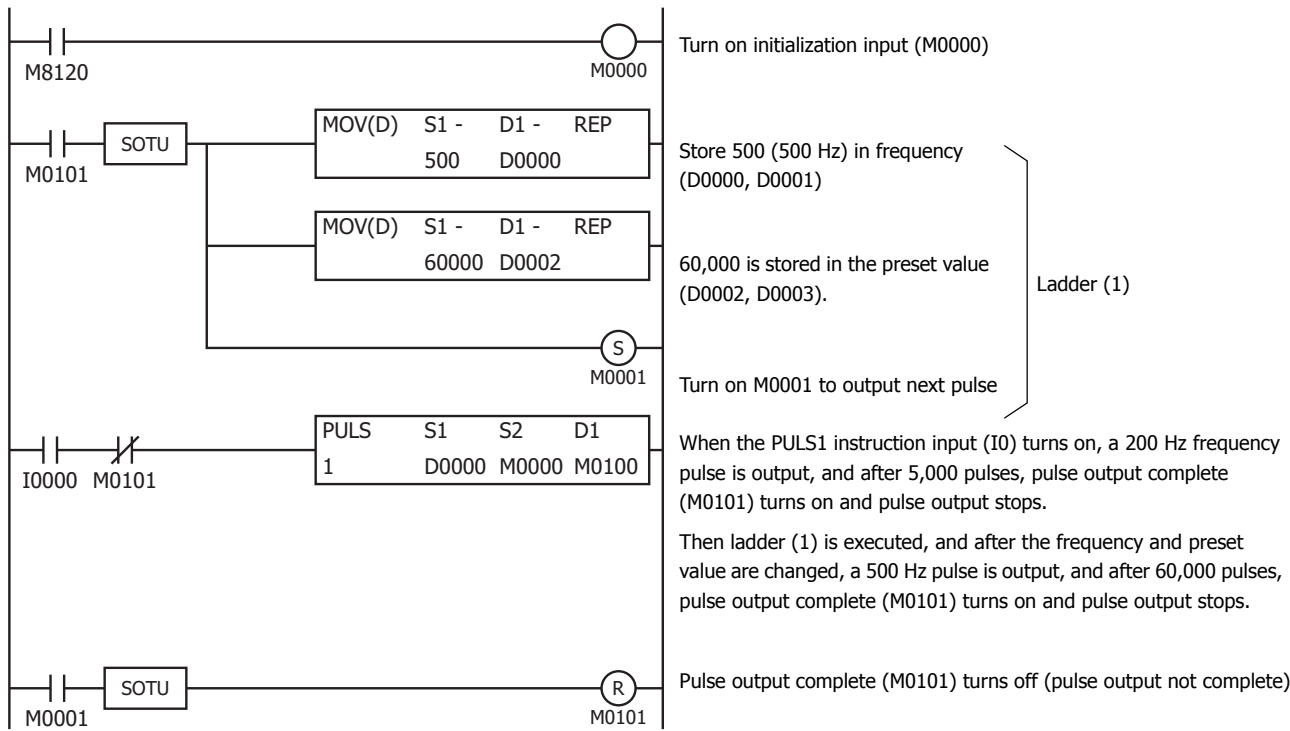 M8120
M0000
Turn on initialization input (M0000)
M0101
SOTU
MOV(D) S1 - D1 - REP
500 D0000
Store 500 (500 Hz) in frequency
(D0000, D0001)
MOV(D) S1 - D1 - REP
60000 D0002
60,000 is stored in the preset value
(D0002, D0003).
Ladder (1)
S
M0001
Turn on M0001 to output next pulse
I0000 M0101
PULS S1 S2 D1
1 D0000 M0000 M0100
When the PULS1 instruction input (I0) turns on, a 200 Hz frequency
pulse is output, and after 5,000 pulses, pulse output complete
(M0101) turns on and pulse output stops.
Then ladder (1) is executed, and after the frequency and preset
value are changed, a 500 Hz pulse is output, and after 60,000 pulses,
pulse output complete (M0101) turns on and pulse output stops.
M0001
SOTU
R
M0101
Pulse output complete (M0101) turns off (pulse output not complete)